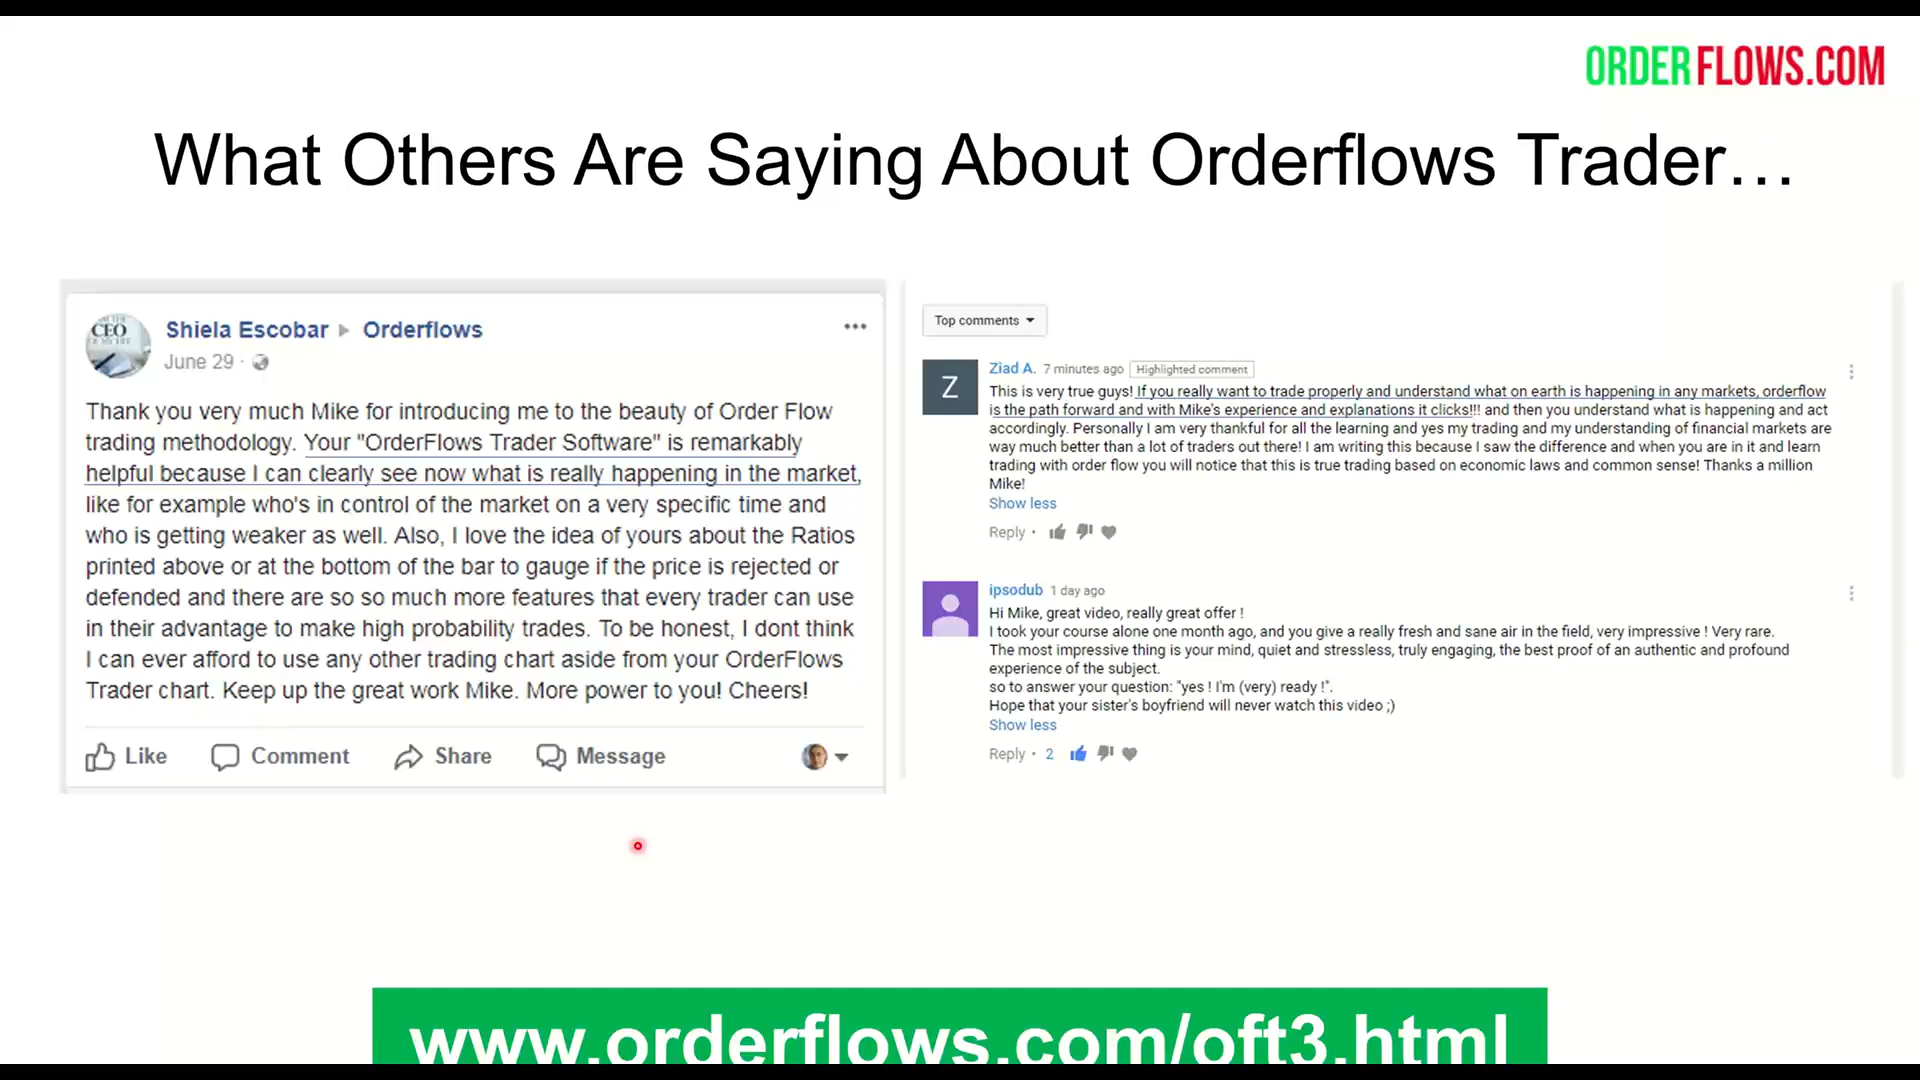 ORDERFLOWS.COM
What Others Are Saying About Orderflows Trader...
CEO
Shiela Escobar Orderflows
June 29 ·
Thank you very much Mike for introducing me to the beauty of Order Flow
trading methodology. Your "OrderFlows Trader Software" is remarkably
helpful because I can clearly see now what is really happening in the market,
like for example who's in control of the market on a very specific time and
who is getting weaker as well. Also, I love the idea of yours about the Ratios
printed above or at the bottom of the bar to gauge if the price is rejected or
defended and there are so so much more features that every trader can use
in their advantage to make high probability trades. To be honest, I dont think
I can ever afford to use any other trading chart aside from your OrderFlows
Trader chart. Keep up the great work Mike. More power to you! Cheers!
Like Comment Share Message
Top comments
Z
Ziad A. 7 minutes ago Highlighted comment
This is very true guys! If you really want to trade properly and understand what on earth is happening in any markets, orderflow
is the path forward and with Mike's experience and explanations it clicks!!! and then you understand what is happening and act
accordingly. Personally I am very thankful for all the learning and yes my trading and my understanding of financial markets are
way much better than a lot of traders out there! I am writing this because I saw the difference and when you are in it and learn
trading with order flow you will notice that this is true trading based on economic laws and common sense! Thanks a million
Mike!
Show less
Reply ·
ipsodub 1 day ago
Hi Mike, great video, really great offer !
I took your course alone one month ago, and you give a really fresh and sane air in the field, very impressive ! Very rare.
The most impressive thing is your mind, quiet and stressless, truly engaging, the best proof of an authentic and profound
experience of the subject.
so to answer your question: "yes ! I'm (very) ready !".
Hope that your sister's boyfriend will never watch this video ;)
Show less
Reply · 2
www.orderflows.com/oft3.html